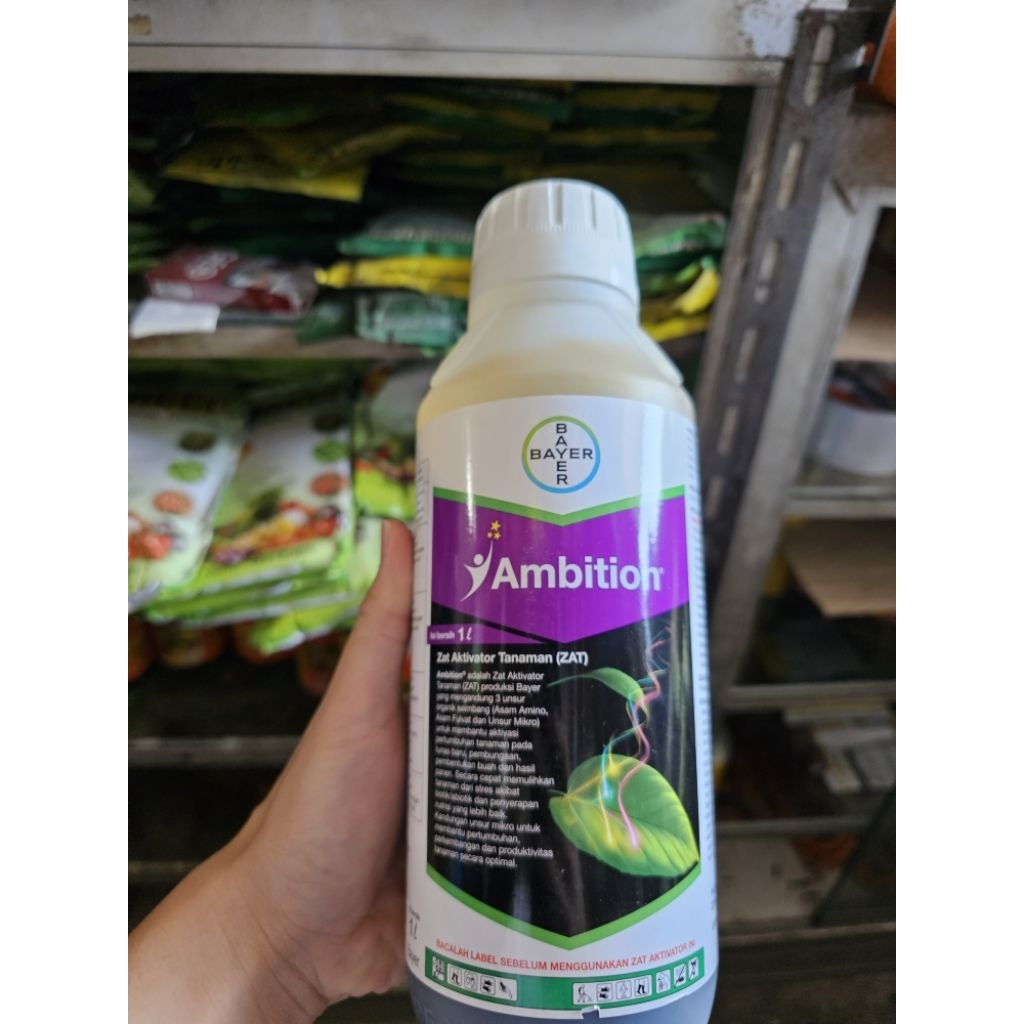 BAYER
BAYER
Ambition®
Isi bersih 1ℓ
Zat Aktivator Tanaman (ZAT)
Ambition® adalah Zat Aktivator
Tanaman (ZAT) produksi Bayer
yang mengandung 3 unsur
organik seimbang (Asam Amino,
Asam Fulvat dan Unsur Mikro)
untuk membantu aktivasi
pertumbuhan tanaman pada
tunas baru, pembungaan,
pembentukan buah dan hasil
panen. Secara cepat memulihkan
tanaman dari stres akibat
biotik/abiotik dan penyerapan
nutrisi yang lebih baik.
Kandungan unsur mikro untuk
membantu pertumbuhan,
perkembangan dan produktivitas
tanaman secara optimal.
1ℓ
Bayer
BACALAH LABEL SEBELUM MENGGUNAKAN ZAT AKTIVATOR INI